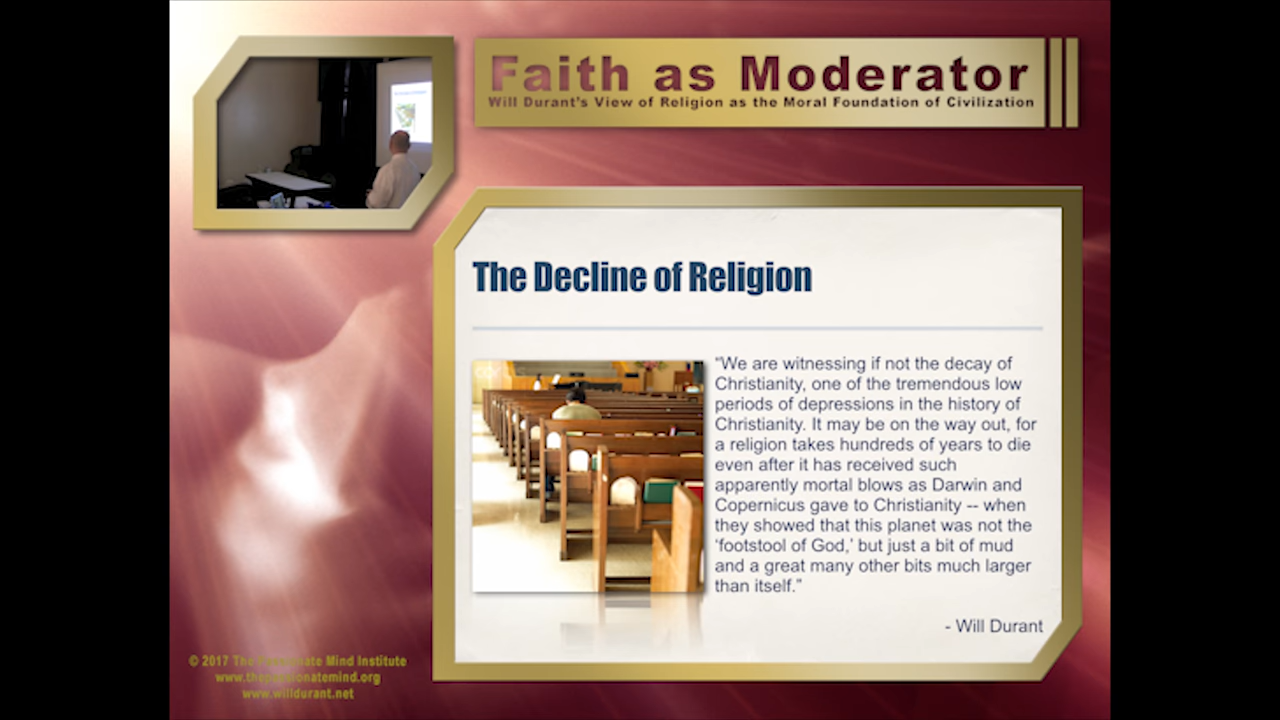 Faith as Moderator
Will Durant's View of Religion as the Moral Foundation of Civilization
The Decline of Religion
“We are witnessing if not the decay of
Christianity, one of the tremendous low
periods of depressions in the history of
Christianity. It may be on the way out, for
a religion takes hundreds of years to die
even after it has received such
apparently mortal blows as Darwin and
Copernicus gave to Christianity -- when
they showed that this planet was not the
‘footstool of God,’ but just a bit of mud
and a great many other bits much larger
than itself.”
- Will Durant
© 2017 The Passionate Mind Institute
www.thepassionatemind.org
www.willdurant.net